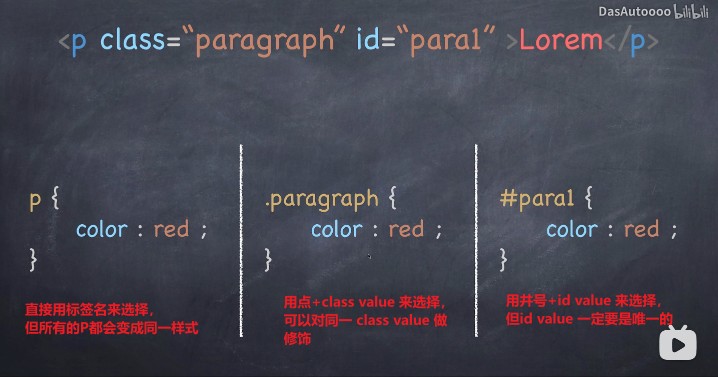 DasAutoooo bilibili
<p class="paragraph" id="para1" >Lorem</p>
p {
color : red ;
}
直接用标签名来选择，
但所有的P都会变成同一样式
.paragraph {
color : red ;
}
用点+class value 来选择，
可以对同一 class value 做
修饰
#para1 {
color : red ;
}
用井号+id value 来选择，
但id value 一定要是唯一的